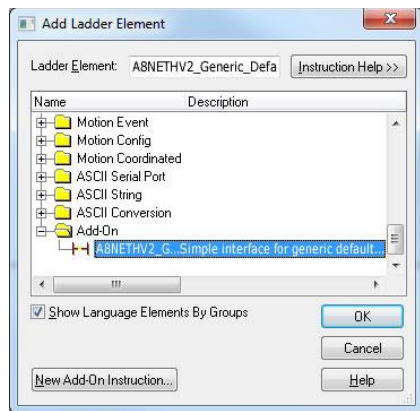 Add Ladder Element
Ladder Element: A8NETHV2_Generic_Defa Instruction Help >>
Name Description
Motion Event
Motion Config
Motion Coordinated
ASCII Serial Port
ASCII String
ASCII Conversion
Add-On
A8NETHV2_G...Simple interface for generic default...
Show Language Elements By Groups
OK
Cancel
New Add-On Instruction...
Help